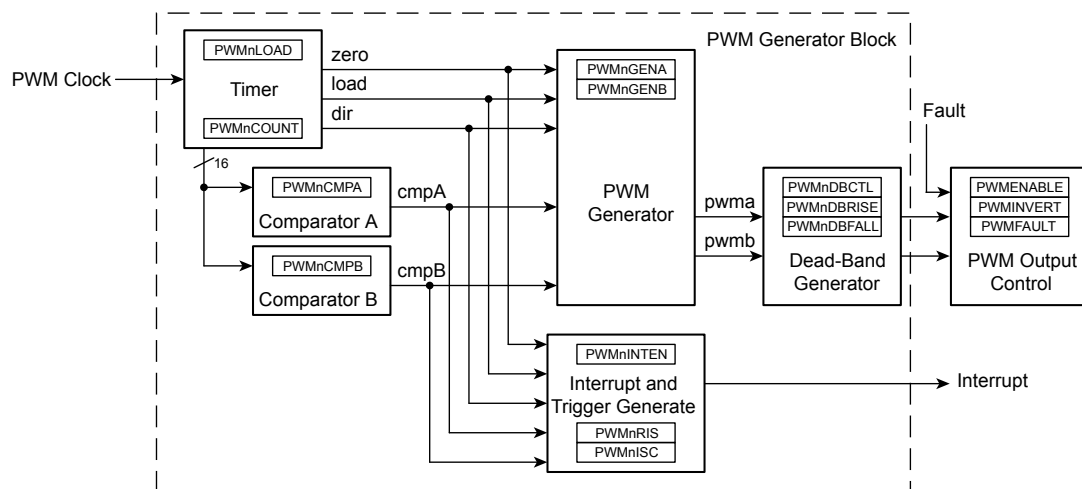 PWM Generator Block
PWM Clock
PWMnLOAD
Timer
PWMnCOUNT
zero
load
dir
16
PWMnCMPA
Comparator A
cmpA
PWMnCMPB
Comparator B
cmpB
PWMnGENA
PWMnGENB
PWM
Generator
pwma
pwmb
PWMnDBCTL
PWMnDBRISE
PWMnDBFALL
Dead-Band
Generator
Fault
PWMENABLE
PWMINVERT
PWMFAULT
PWM Output
Control
PWMnINTEN
Interrupt and
Trigger Generate
PWMnRIS
PWMnISC
Interrupt